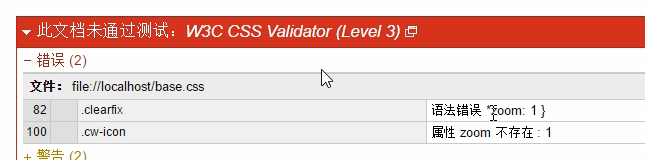 此文档未通过测试：W3C CSS Validator (Level 3)
− 错误 (2)
文件： file://localhost/base.css
82 .clearfix 语法错误 *zoom: 1 }
100 .cw-icon 属性 zoom 不存在 : 1
+ 警告 (2)